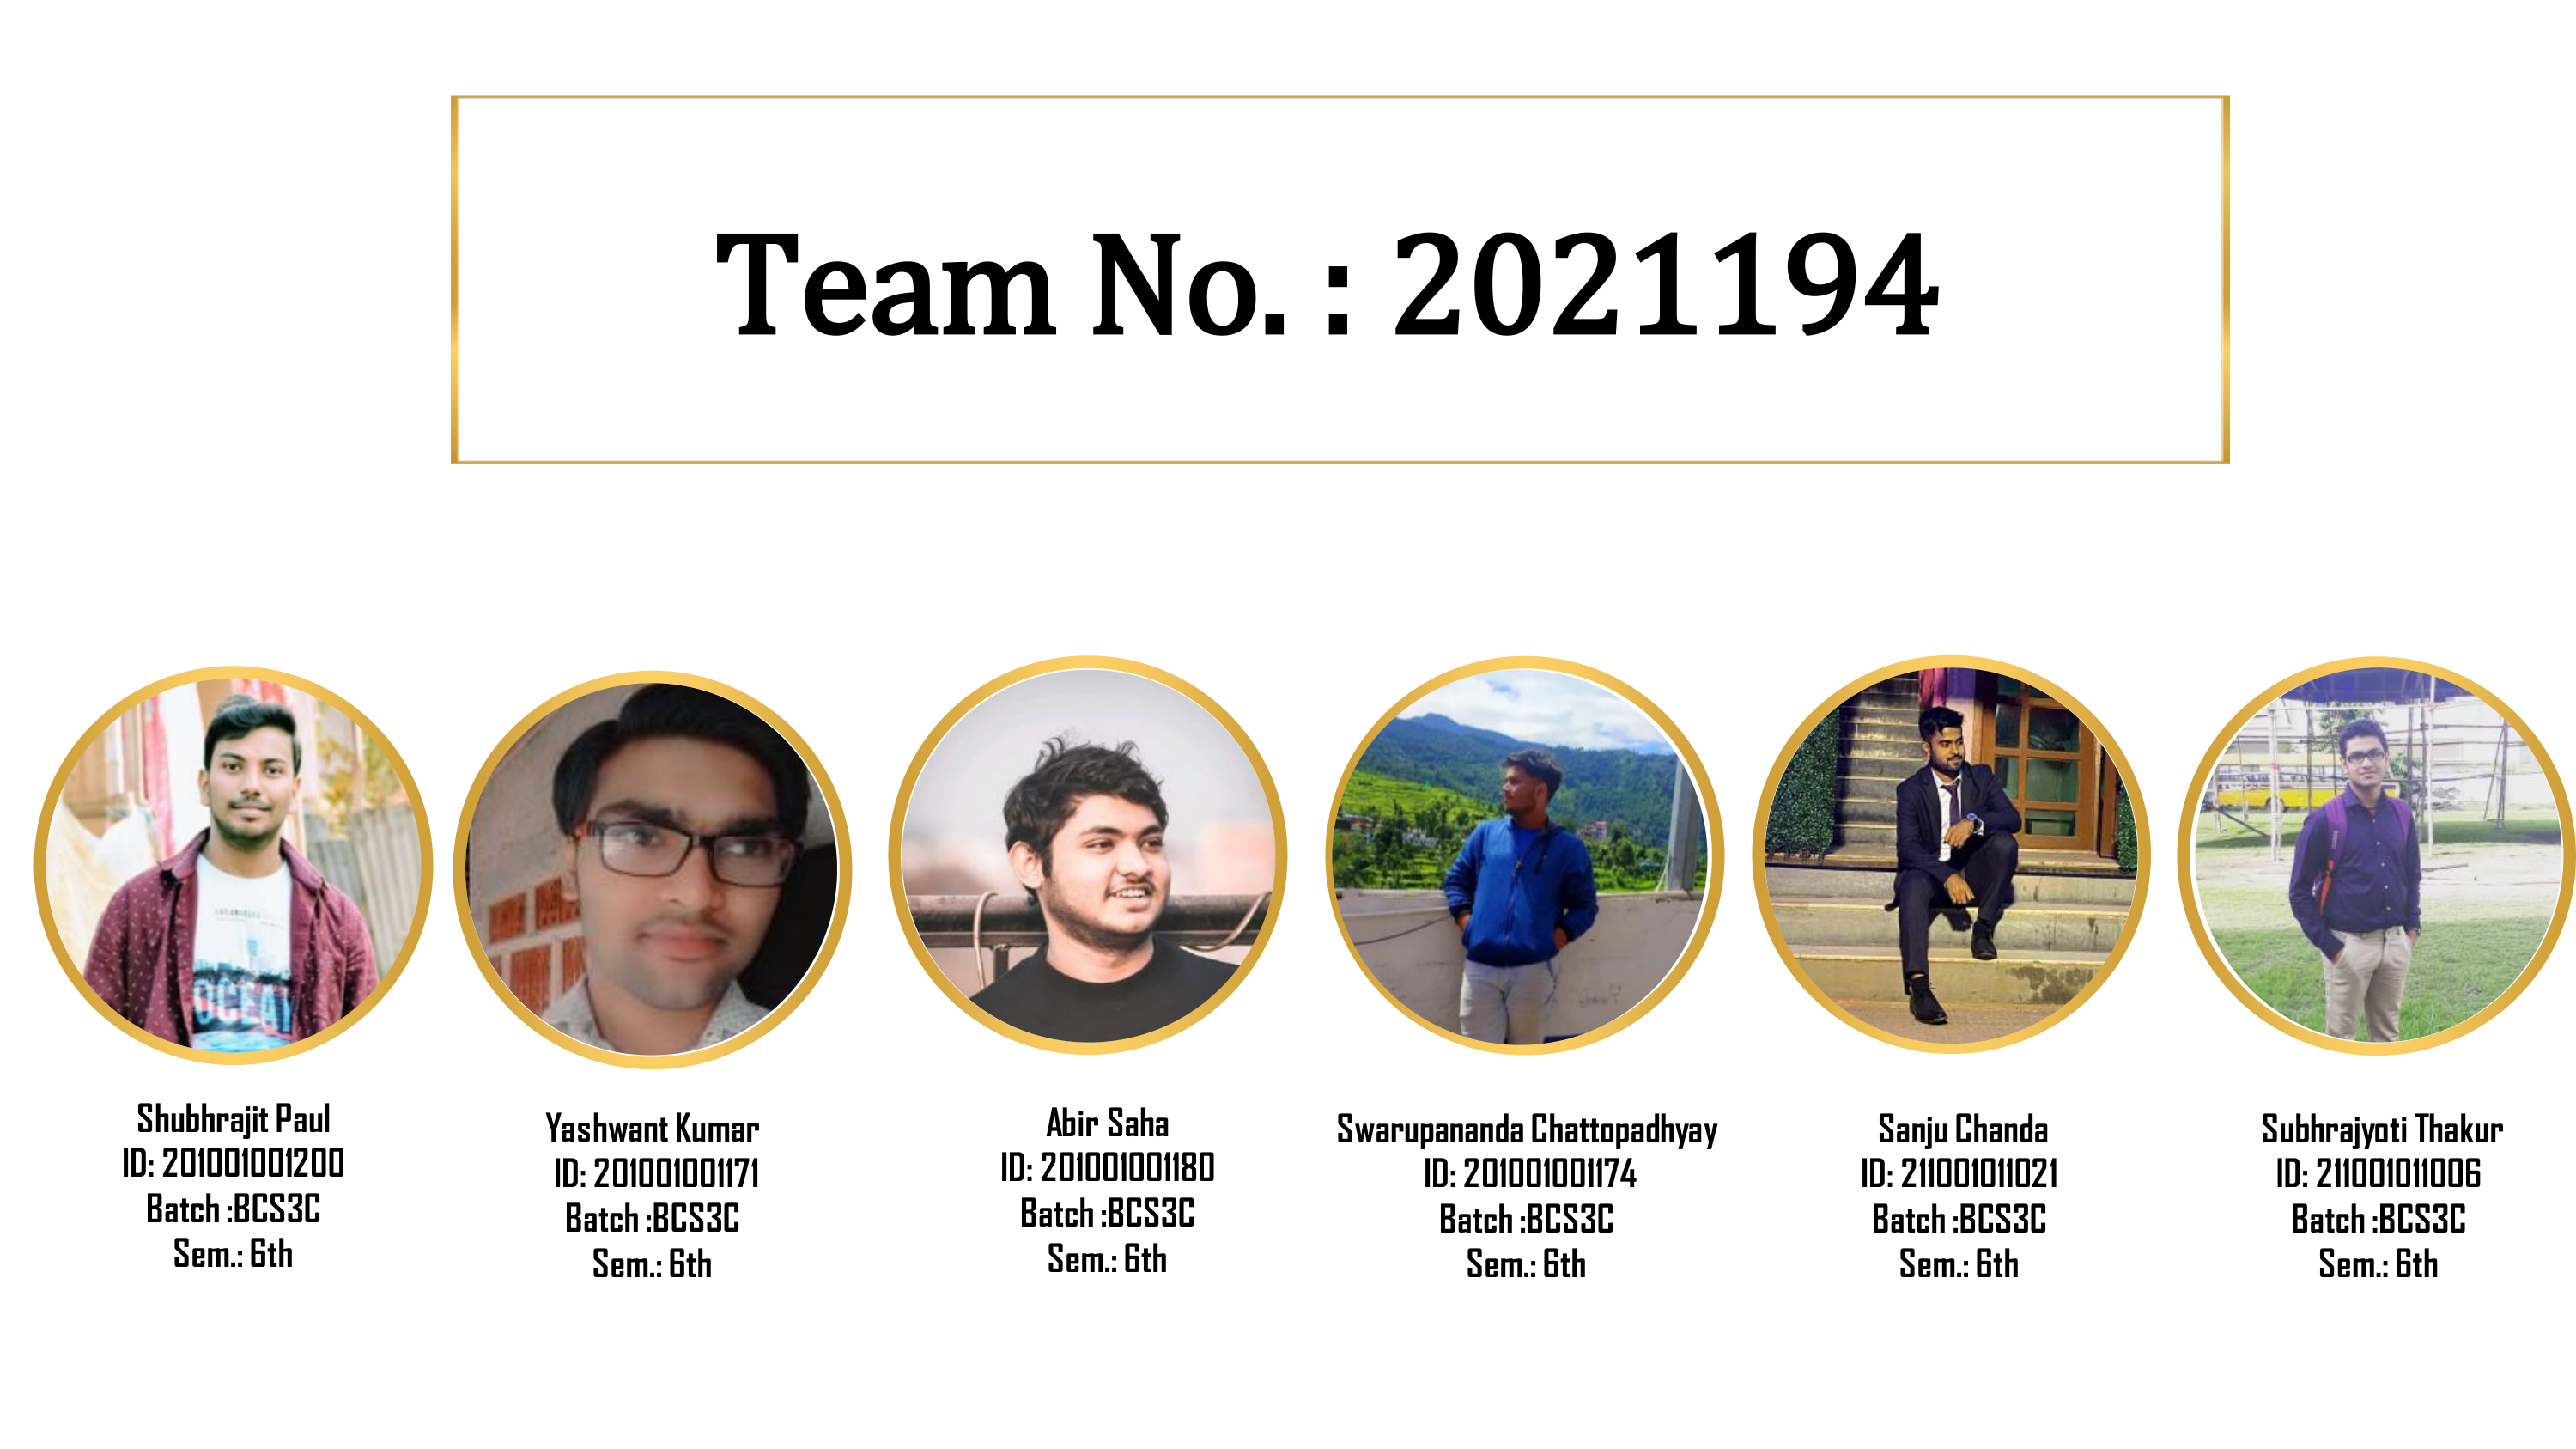 Team No. : 2021194
OCEAN
Shubhrajit Paul
ID: 201001001200
Batch :BCS3C
Sem.: 6th
Yashwant Kumar
ID: 201001001171
Batch :BCS3C
Sem.: 6th
Abir Saha
ID: 201001001180
Batch :BCS3C
Sem.: 6th
Swarupananda Chattopadhyay
ID: 201001001174
Batch :BCS3C
Sem.: 6th
Sanju Chanda
ID: 211001011021
Batch :BCS3C
Sem.: 6th
Subhrajyoti Thakur
ID: 211001011006
Batch :BCS3C
Sem.: 6th